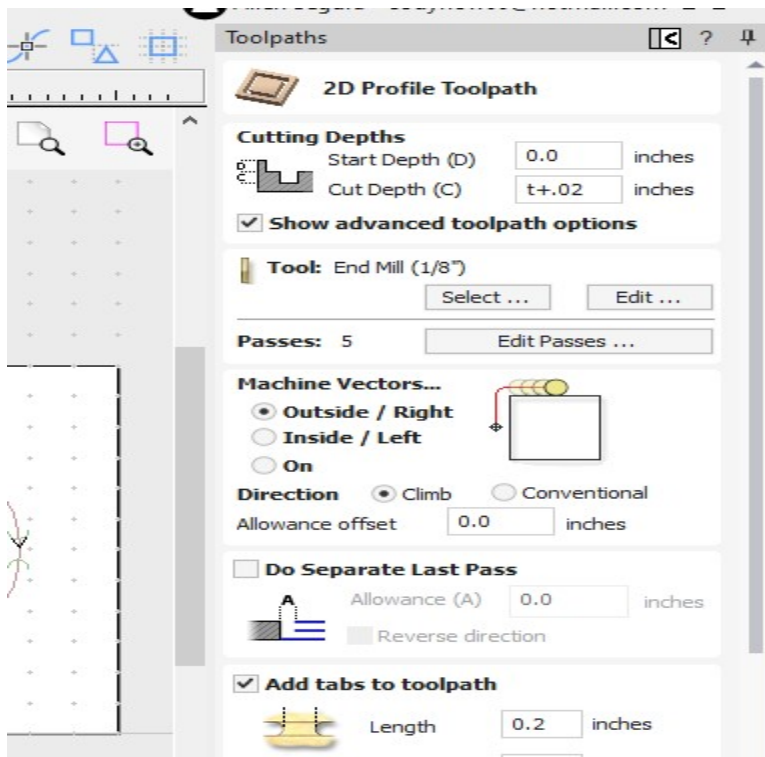 Toolpaths ?
2D Profile Toolpath
Cutting Depths
Start Depth (D) 0.0 inches
Cut Depth (C) t+.02 inches
Show advanced toolpath options
Tool: End Mill (1/8")
Select ... Edit ...
Passes: 5 Edit Passes ...
Machine Vectors...
Outside / Right
Inside / Left
On
Direction Climb Conventional
Allowance offset 0.0 inches
Do Separate Last Pass
A Allowance (A) 0.0 inches
Reverse direction
Add tabs to toolpath
Length 0.2 inches